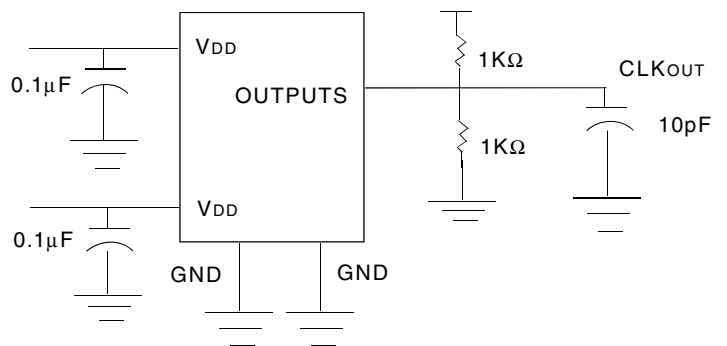 VDD
1KΩ
0.1μF
CLKOUT
OUTPUTS
10pF
1KΩ
VDD
0.1μF
GND
GND